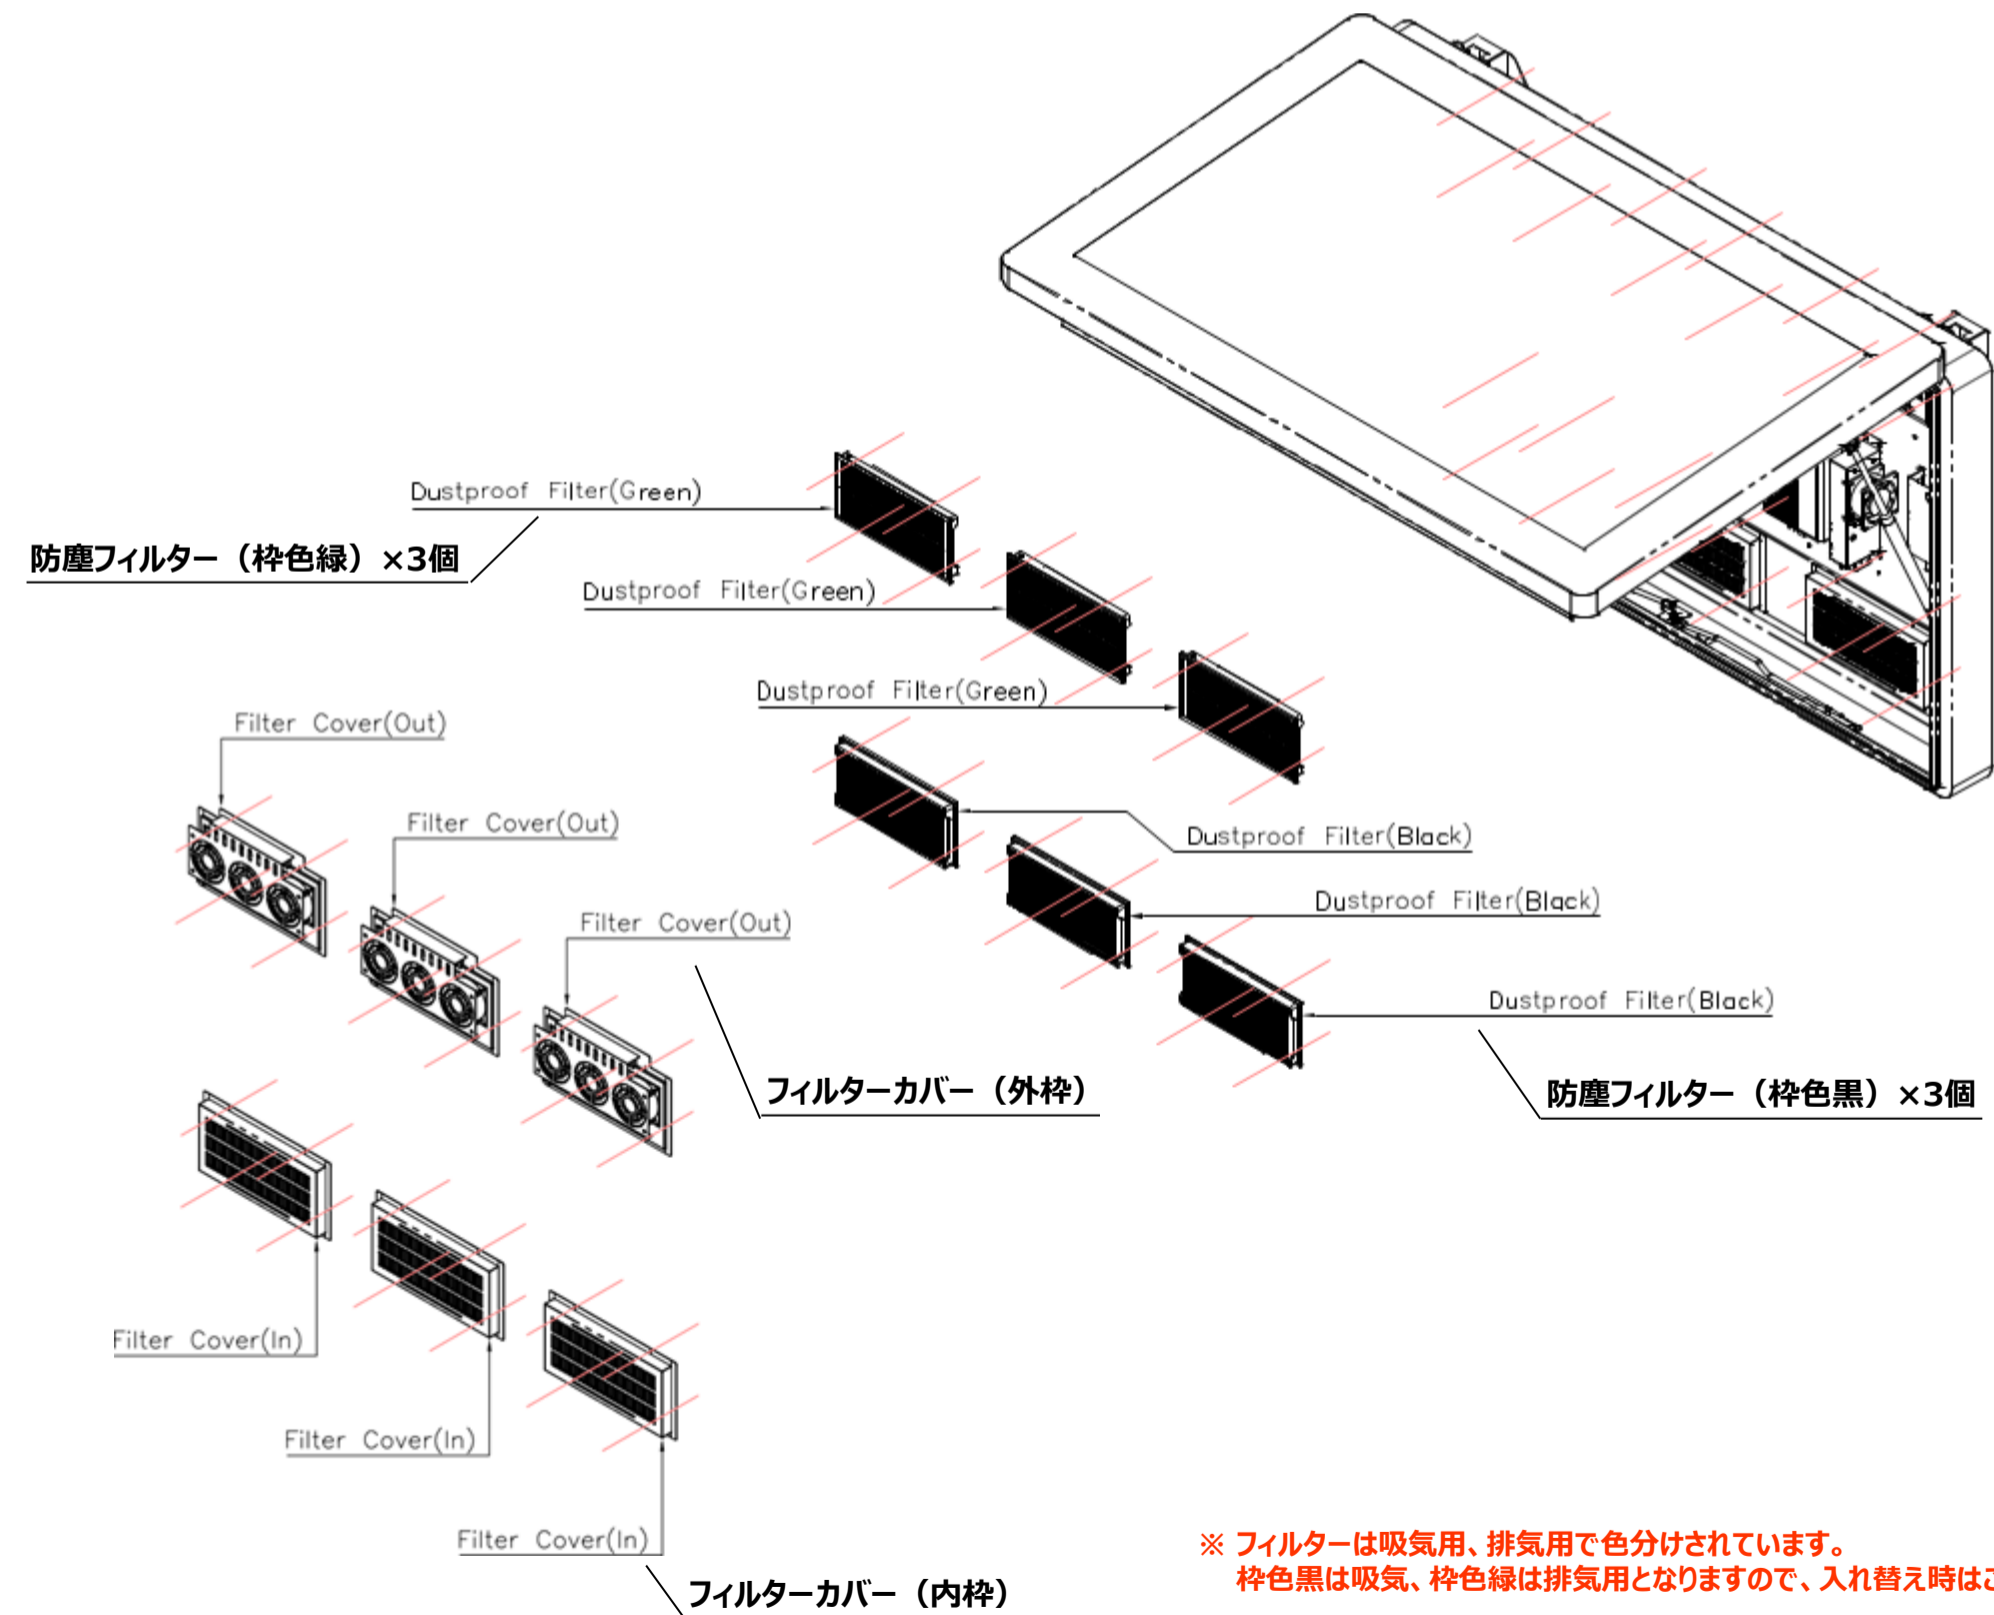 Dustproof Filter(Green)
防塵フィルター（枠色緑）×3個
Dustproof Filter(Green)
Dustproof Filter(Green)
Filter Cover(Out)
Filter Cover(Out)
Filter Cover(Out)
Dustproof Filter(Black)
Dustproof Filter(Black)
Dustproof Filter(Black)
フィルターカバー（外枠）
防塵フィルター（枠色黒）×3個
Filter Cover(In)
Filter Cover(In)
Filter Cover(In)
フィルターカバー（内枠）
※ フィルターは吸気用、排気用で色分けされています。
枠色黒は吸気、枠色緑は排気用となりますので、入れ替え時は